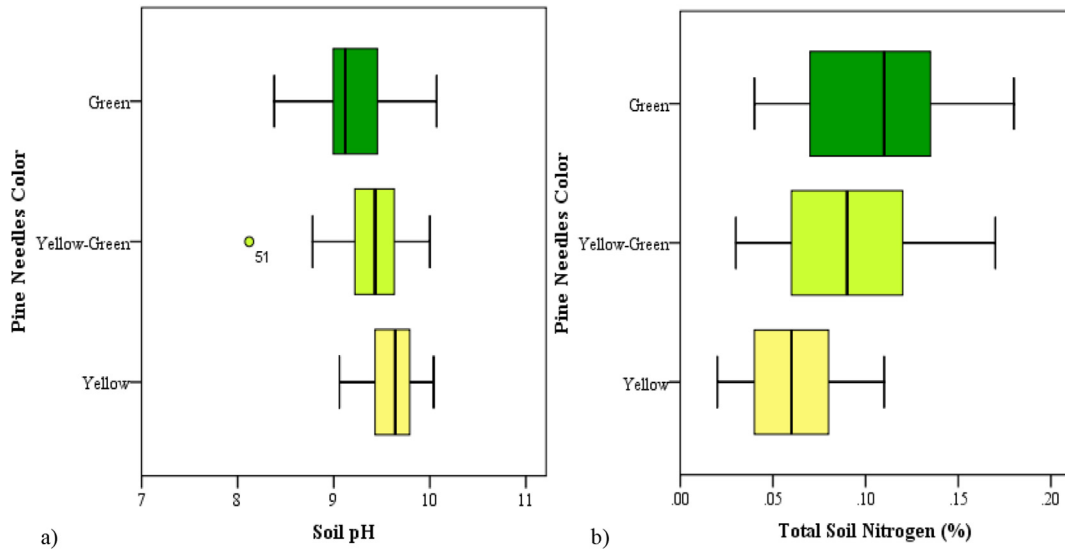 Pine Needles Color
Green
Yellow-Green
Yellow
51
7 8 9 10 11
Soil pH
a)
Pine Needles Color
Green
Yellow-Green
Yellow
.00 .05 .10 .15 .20
Total Soil Nitrogen (%)
b)